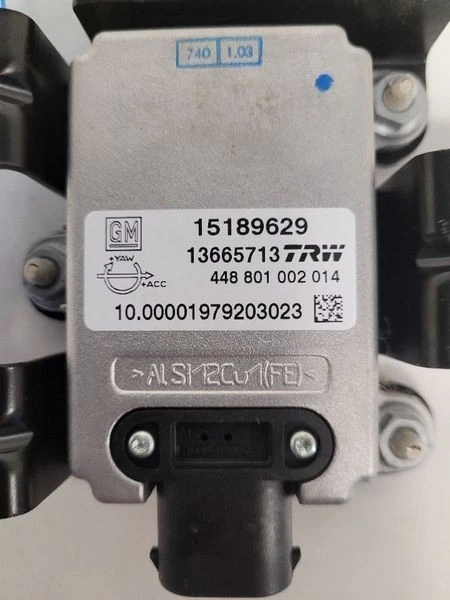 740 1.03
GM 15189629
13665713 TRW
+YAW
+ACC
448 801 002 014
10.00001979203023
>AlSi12Cu1(FE)<